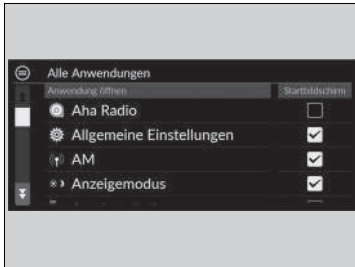 Alle Anwendungen
Anwendung öffnen Startbildschirm
Aha Radio
Allgemeine Einstellungen
AM
Anzeigemodus